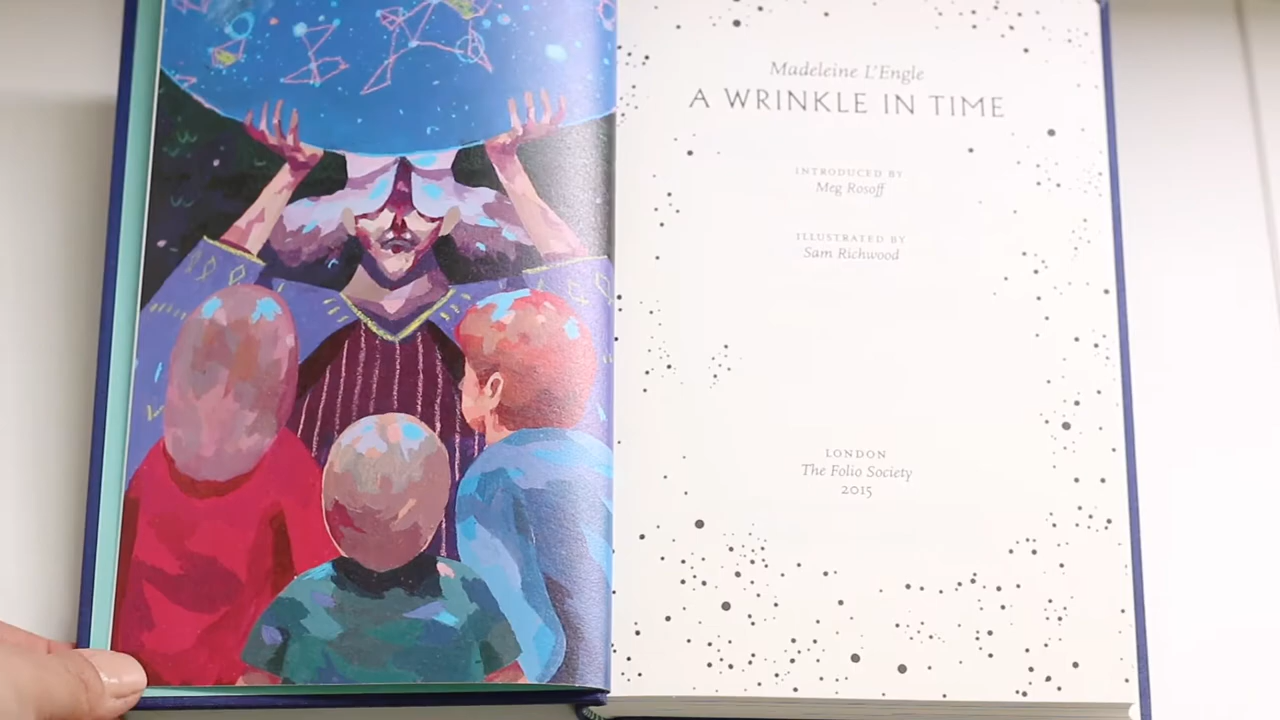 Madeleine L'Engle
A WRINKLE IN TIME
INTRODUCED BY
Meg Rosoff
ILLUSTRATED BY
Sam Richwood
LONDON
The Folio Society
2015